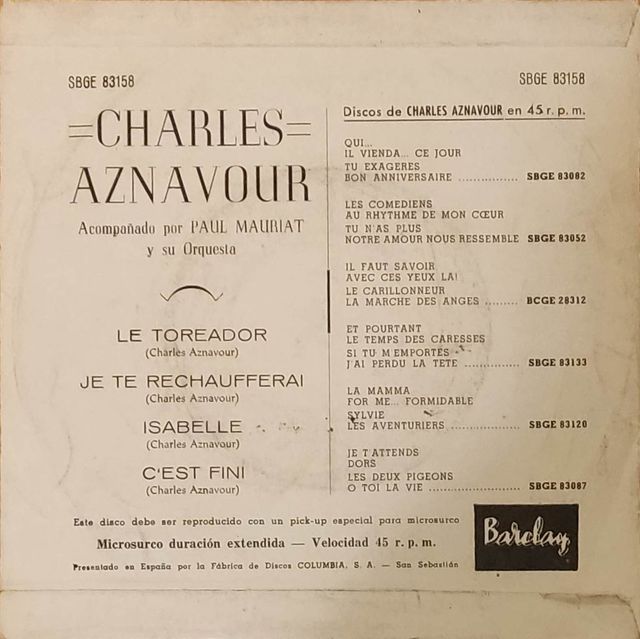 SBGE 83158
SBGE 83158
=CHARLES=
AZNAVOUR
Acompañado por PAUL MAURIAT
y su Orquesta
LE TOREADOR
(Charles Aznavour)
JE TE RECHAUFFERAI
(Charles Aznavour)
ISABELLE
(Charles Aznavour)
C'EST FINI
(Charles Aznavour)
Discos de CHARLES AZNAVOUR en 45 r. p. m.
QUI...
IL VIENDA... CE JOUR
TU EXAGERES
BON ANNIVERSAIRE ................ SBGE 83082
LES COMEDIENS
AU RHYTHME DE MON CŒUR
TU N'AS PLUS
NOTRE AMOUR NOUS RESSEMBLE SBGE 83052
IL FAUT SAVOIR
AVEC CES YEUX LA!
LE CARILLONNEUR
LA MARCHE DES ANGES ......... BCGE 28312
ET POURTANT
LE TEMPS DES CARESSES
SI TU M'EMPORTES
J'AI PERDU LA TETE ............... SBGE 83133
LA MAMMA
FOR ME... FORMIDABLE
SYLVIE
LES AVENTURIERS ................... SBGE 83120
JE T'ATTENDS
DORS
LES DEUX PIGEONS
O TOI LA VIE ......................... SBGE 83087
Este disco debe ser reproducido con un pick-up especial para microsurco
Microsurco duración extendida — Velocidad 45 r. p. m.
Presentado en España por la Fábrica de Discos COLUMBIA, S. A. — San Sebastián
Barclay